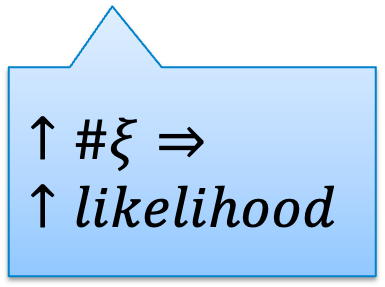 ↑ #ξ ⇒
↑ likelihood